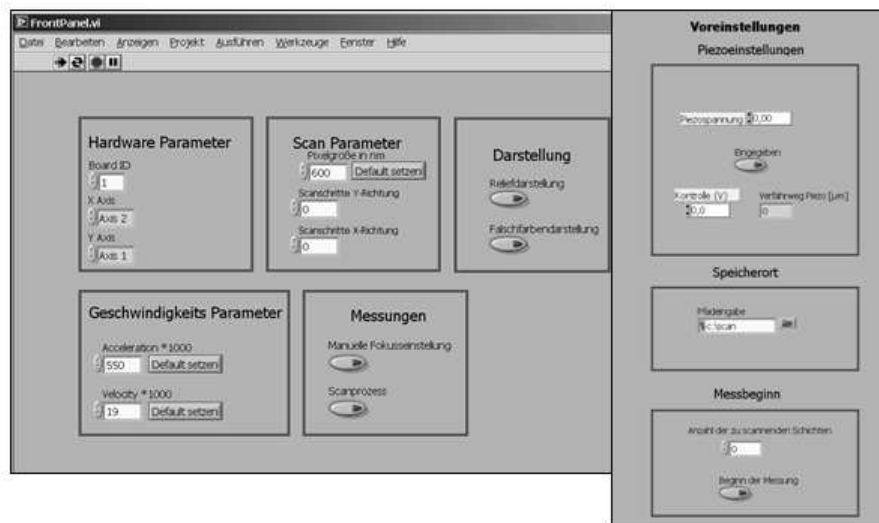 FrontPanel.vi
Datei Bearbeiten Anzeigen Projekt Ausführen Werkzeuge Fenster Hilfe
Hardware Parameter
Board ID
1
X Axis
Axis 2
Y Axis
Axis 1
Scan Parameter
Pixelgröße in nm
600 Default setzen
Scanschritte Y-Richtung
0
Scanschritte X-Richtung
0
Darstellung
Reliefdarstellung
Falschfarbendarstellung
Geschwindigkeits Parameter
Acceleration *1000
550 Default setzen
Velocity *1000
19 Default setzen
Messungen
Manuelle Fokusseinstellung
Scanprozess
Voreinstellungen
Piezoeinstellungen
Piezospannung 0,00
Eingegeben
Kontrolle (V) Verfahrweg Piezo [µm]
0,0 0
Speicherort
Pfadeingabe
c:\scan
Messbeginn
Anzahl der zu scannenden Schichten
0
Beginn der Messung